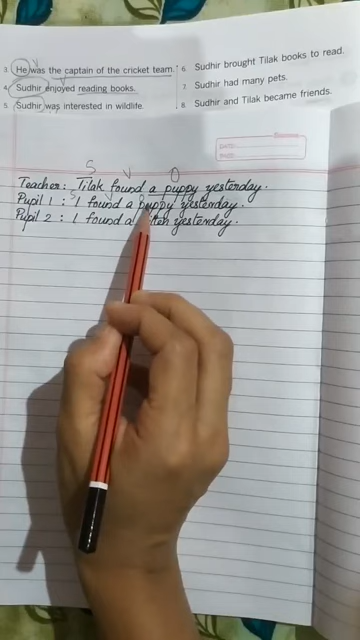 3. He was the captain of the cricket team.
4. Sudhir enjoyed reading books.
5. Sudhir was interested in wildlife.
6. Sudhir brought Tilak books to read.
7. Sudhir had many pets.
8. Sudhir and Tilak became friends.
DATE:
S V O
Teacher: Tilak found a puppy yesterday.
Pupil 1 : I found a puppy yesterday.
Pupil 2 : I found a yesterday.